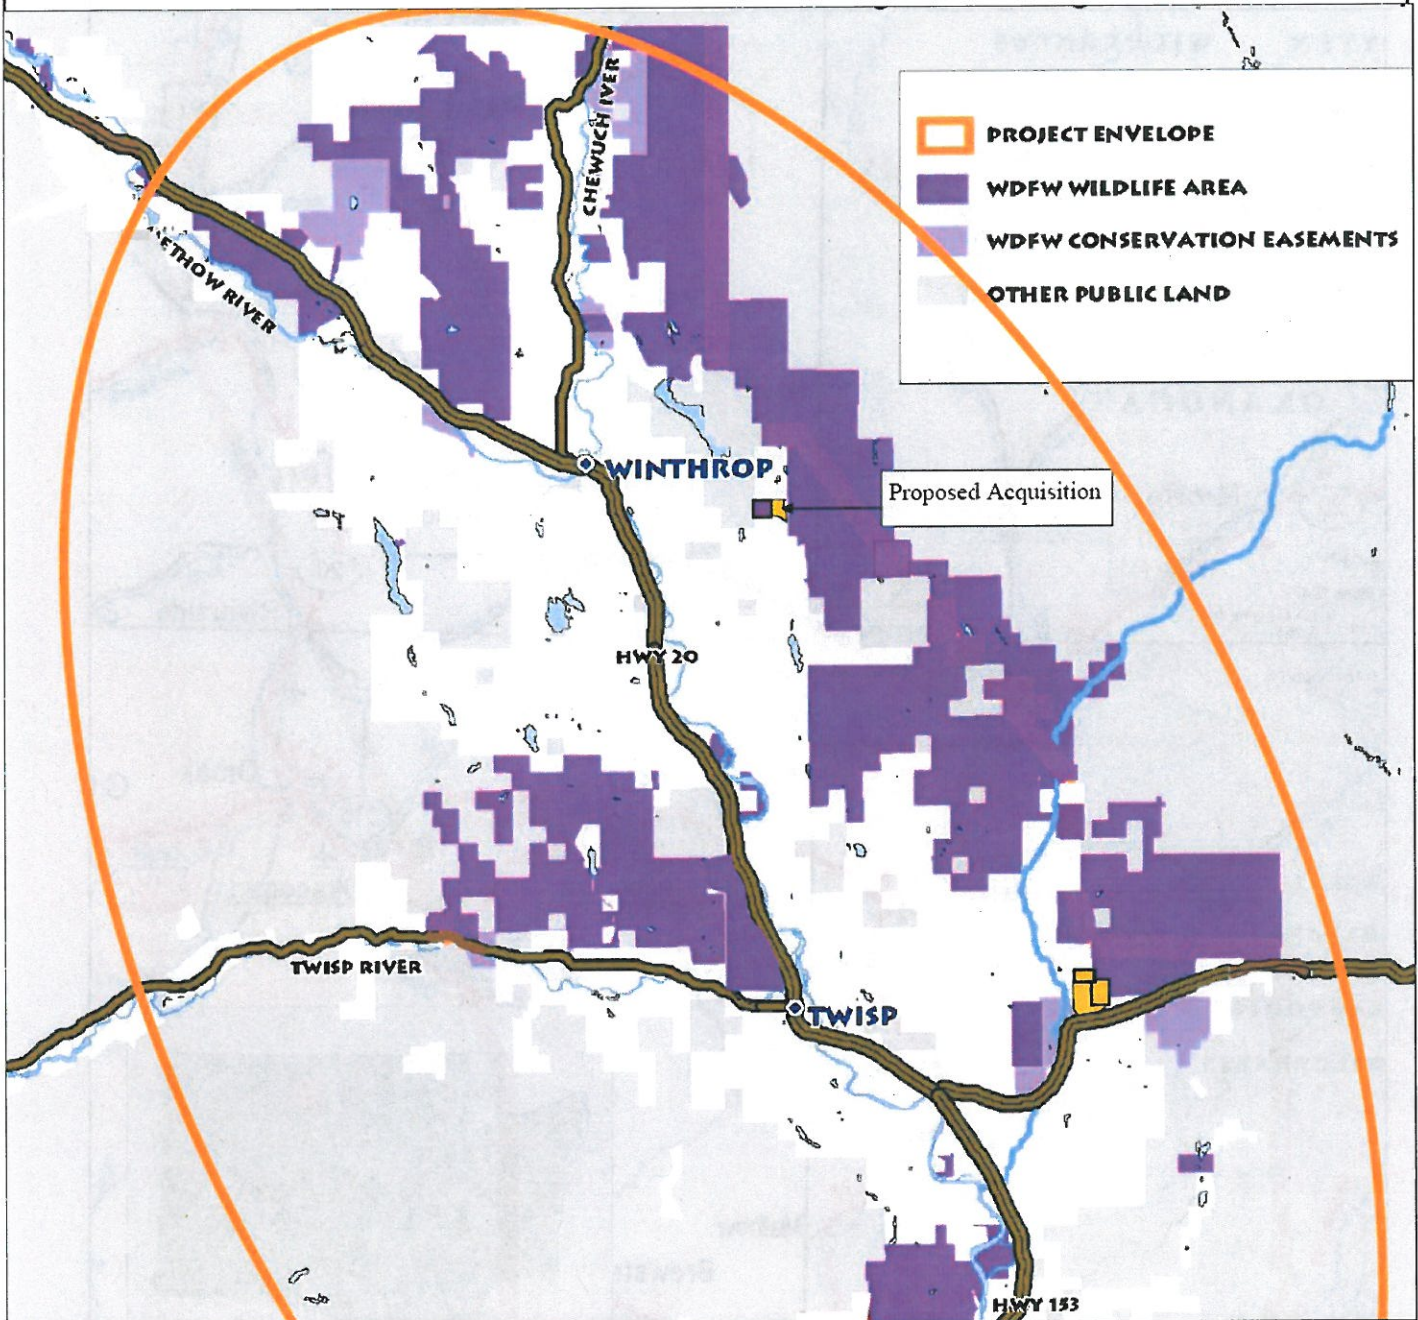 PROJECT ENVELOPE
WDFW WILDLIFE AREA
WDFW CONSERVATION EASEMENTS
OTHER PUBLIC LAND
CHEWUCH IVER
ETHOW RIVER
WINTHROP
Proposed Acquisition
HWY 20
TWISP RIVER
TWISP
HWY 153